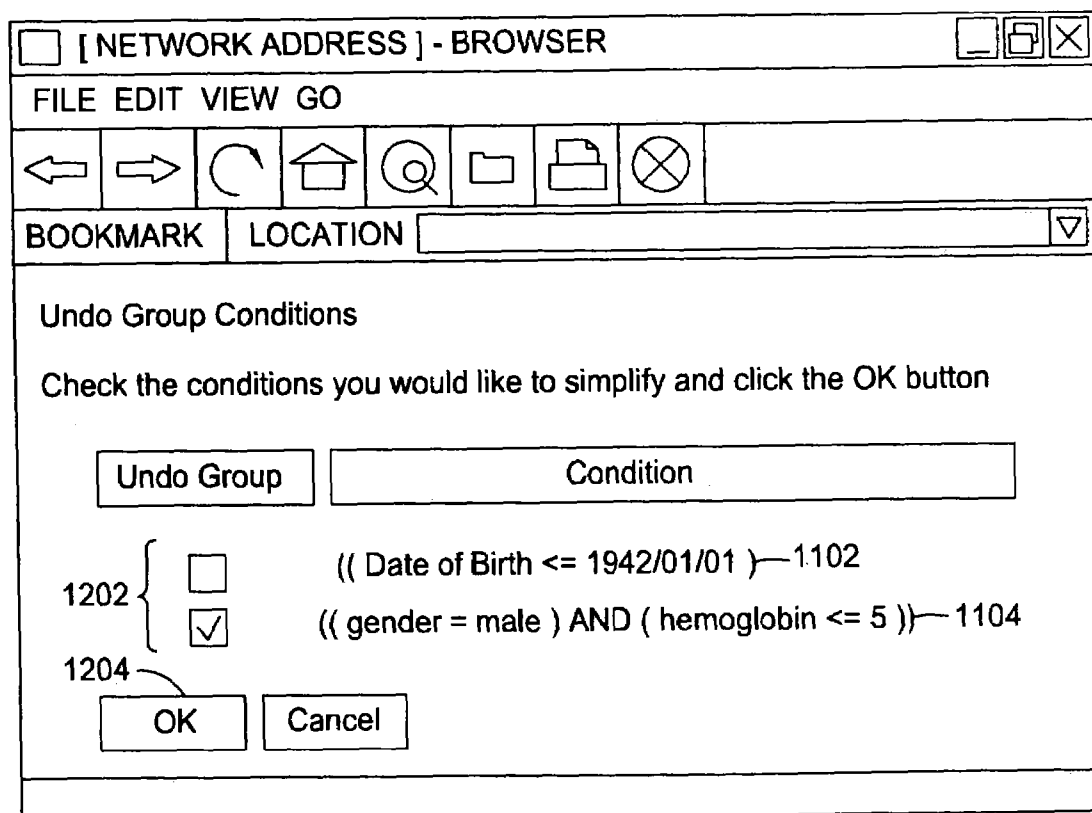 [ NETWORK ADDRESS ] - BROWSER
FILE EDIT VIEW GO
BOOKMARK LOCATION
Undo Group Conditions
Check the conditions you would like to simplify and click the OK button
Undo Group Condition
(( Date of Birth <= 1942/01/01 ) 1102
1202
(( gender = male ) AND ( hemoglobin <= 5 )) 1104
1204
OK Cancel